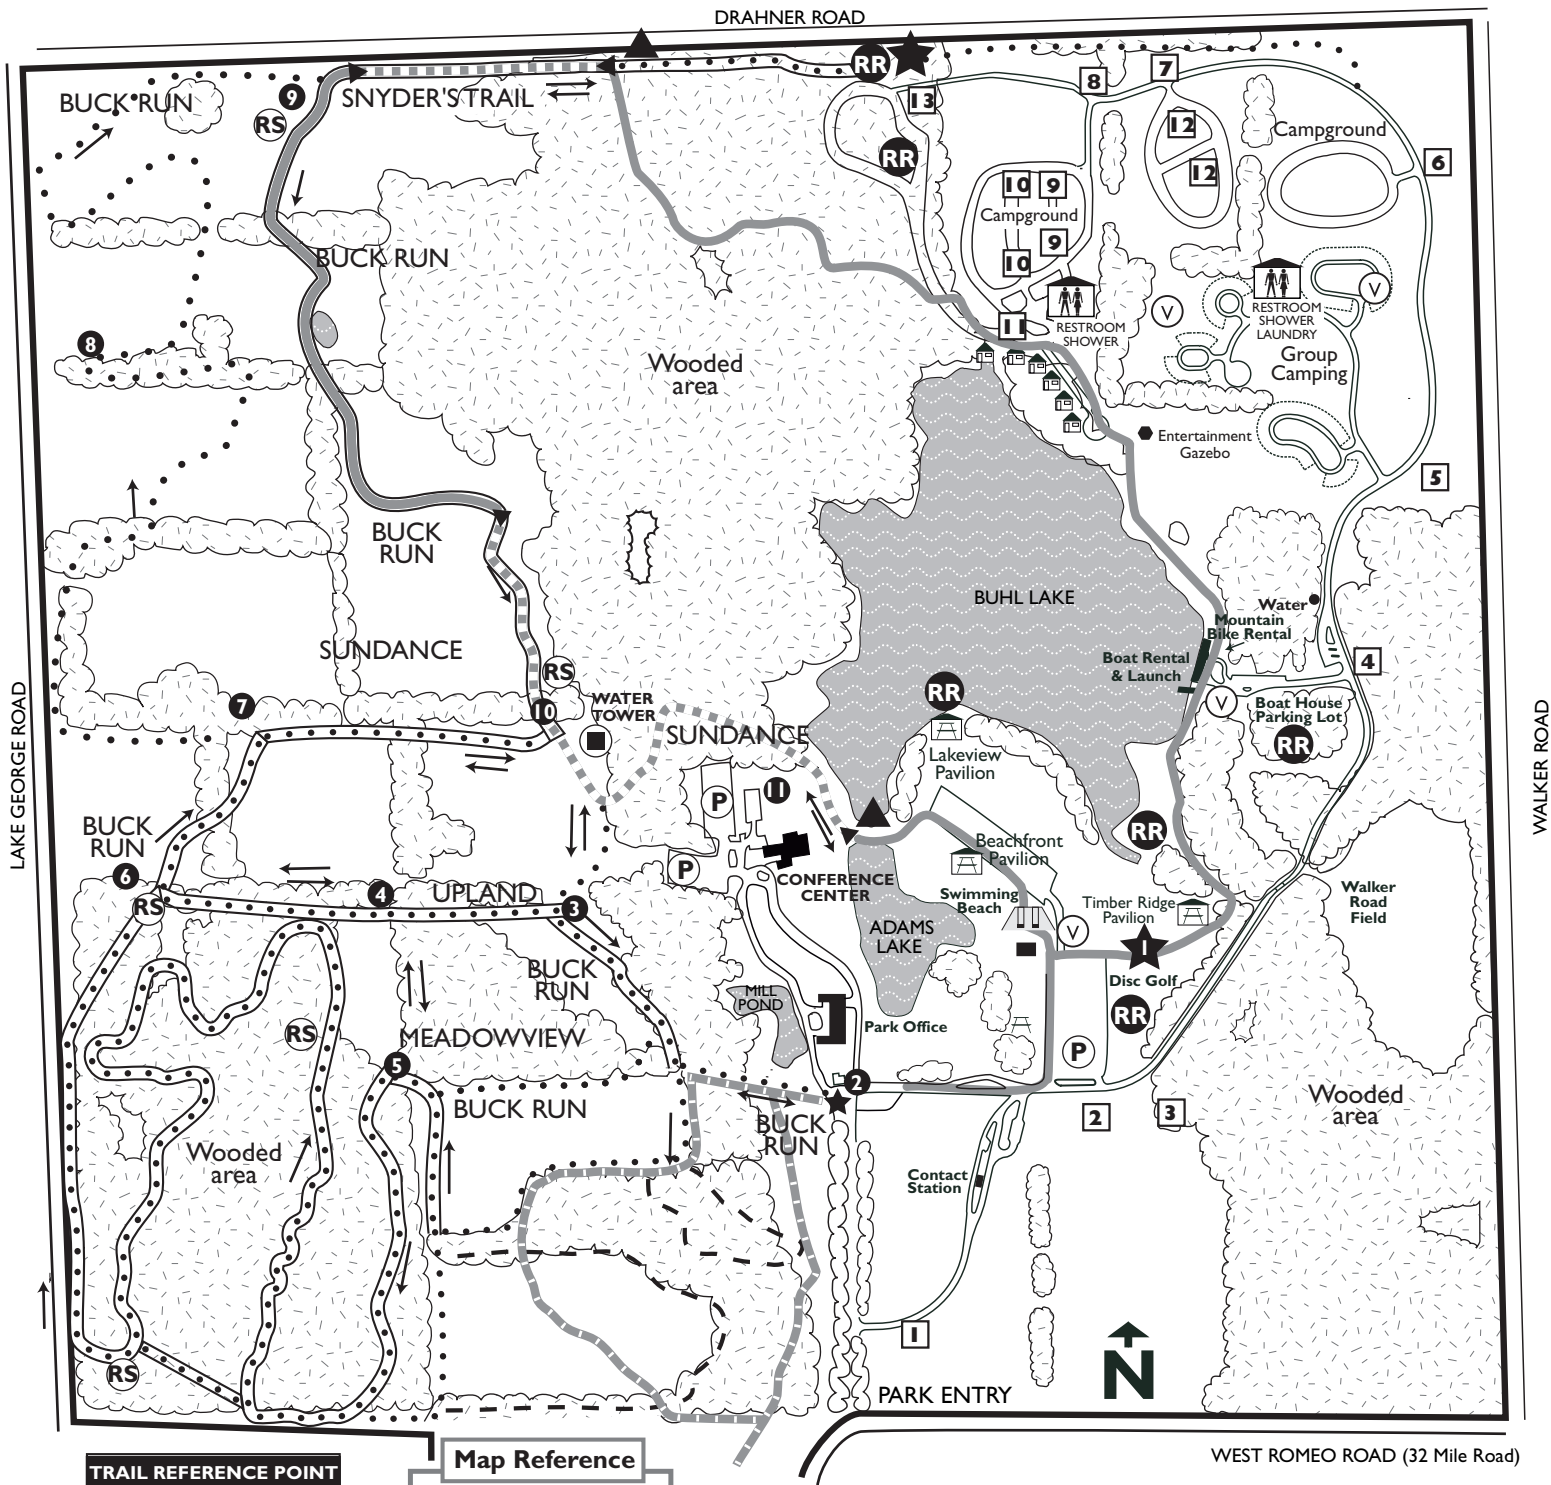 DRAHNER ROAD
RR
BUCK RUN
9
SNYDER'S TRAIL
RS
13
8
7
12
Campground
6
RR
12
10 9
Campground
9
10
BUCK RUN
V
RESTROOM
SHOWER
LAUNDRY
V
11
RESTROOM
SHOWER
8
Wooded
area
Group
Camping
Entertainment
Gazebo
5
BUCK
RUN
BUHL LAKE
Water
Mountain
Bike Rental
SUNDANCE
RS
Boat Rental
& Launch
4
RR
WATER
TOWER
7
10
SUNDANCE
V
Boat House
Parking Lot
RR
LAKE GEORGE ROAD
WALKER ROAD
Lakeview
Pavilion
P
11
BUCK
RUN
RR
Beachfront
Pavilion
P
6
CONFERENCE
CENTER
4
UPLAND
3
RS
Swimming
Beach
Timber Ridge
Pavilion
Walker
Road
Field
V
ADAMS
LAKE
1
BUCK
RUN
Disc Golf
MILL
POND
RR
Park Office
RS
MEADOWVIEW
P
5
2
BUCK RUN
2
3
BUCK
RUN
Wooded
area
Wooded
area
Contact
Station
1
RS
N
PARK ENTRY
WEST ROMEO ROAD (32 Mile Road)
Map Reference
TRAIL REFERENCE POINT